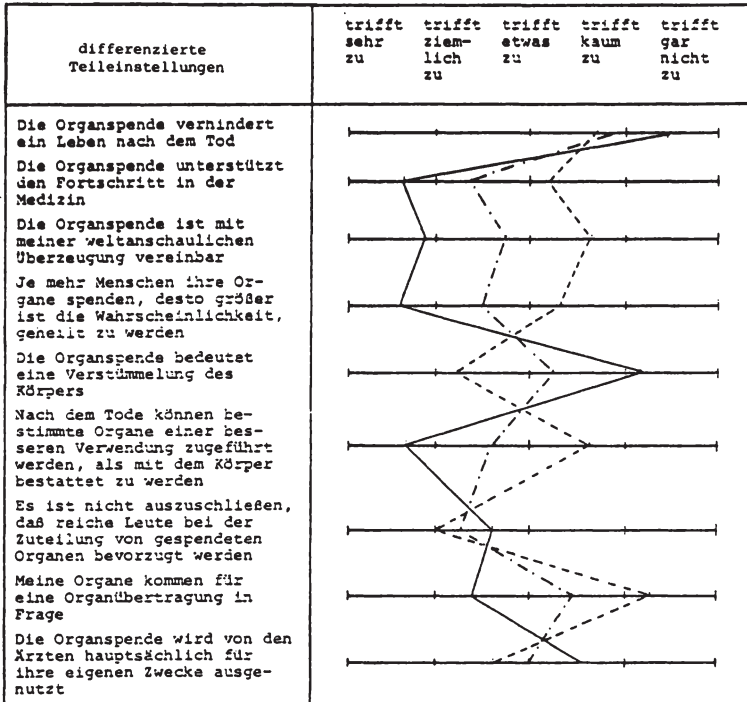 differenzierte
Teileinstellungen
trifft trifft trifft trifft trifft
sehr ziem- etwas kaum gar
zu lich zu zu nicht
zu zu
Die Organspende verhindert
ein Leben nach dem Tod
Die Organspende unterstützt
den Fortschritt in der
Medizin
Die Organspende ist mit
meiner weltanschaulichen
Überzeugung vereinbar
Je mehr Menschen ihre Or-
gane spenden, desto größer
ist die Wahrscheinlichkeit,
geheilt zu werden
Die Organspende bedeutet
eine Verstümmelung des
Körpers
Nach dem Tode können be-
stimmte Organe einer bes-
seren Verwendung zugeführt
werden, als mit dem Körper
bestattet zu werden
Es ist nicht auszuschließen,
daß reiche Leute bei der
Zuteilung von gespendeten
Organen bevorzugt werden
Meine Organe kommen für
eine Organübertragung in
Frage
Die Organspende wird von den
Ärzten hauptsächlich für
ihre eigenen Zwecke ausge-
nutzt